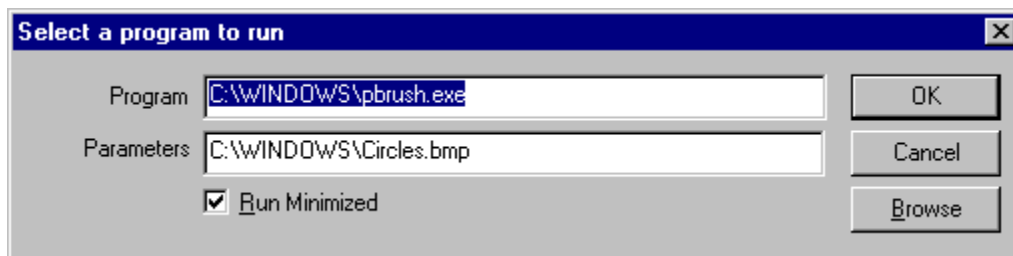 Select a program to run
Program C:\WINDOWS\pbrush.exe OK
Parameters C:\WINDOWS\Circles.bmp Cancel
Run Minimized Browse